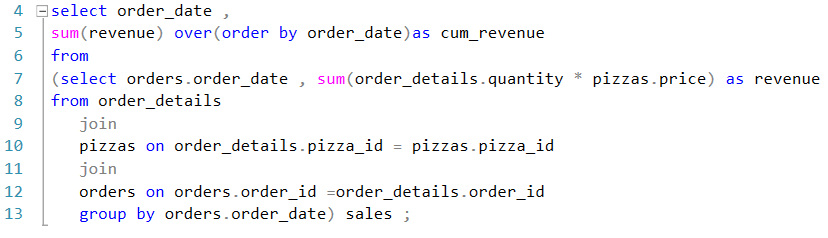 4 select order_date ,
5 sum(revenue) over(order by order_date)as cum_revenue
6 from
7 (select orders.order_date , sum(order_details.quantity * pizzas.price) as revenue
8 from order_details
9 join
10 pizzas on order_details.pizza_id = pizzas.pizza_id
11 join
12 orders on orders.order_id =order_details.order_id
13 group by orders.order_date) sales ;